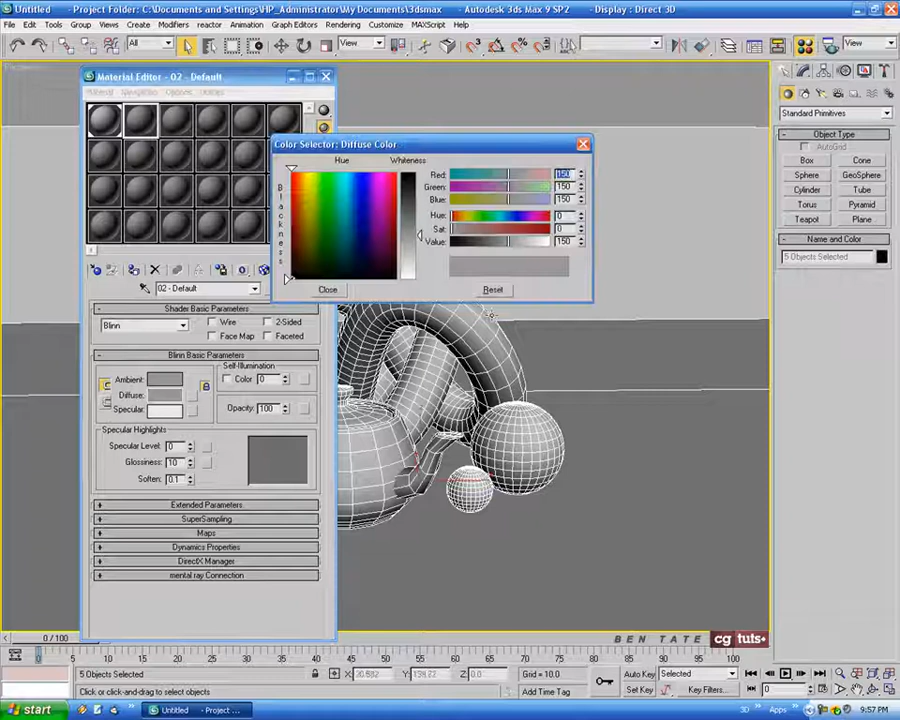 Untitled - Project Folder: C:\Documents and Settings\HP_Administrator\My Documents\3dsmax - Autodesk 3ds Max 9 SP2 - Display : Direct 3D
File Edit Tools Group Views Create Modifiers reactor Animation Graph Editors Rendering Customize MAXScript Help
All View View
Material Editor - 02 - Default
Material Navigation Options Utilities
Standard Primitives
Color Selector: Diffuse Color
Object Type
AutoGrid
Hue Whiteness
Box Cone
Sphere GeoSphere
Cylinder Tube
Torus Pyramid
Teapot Plane
Blackness
Red: 150
Green: 150
Blue: 150
Hue: 0
Sat: 0
Value: 150
Name and Color
5 Objects Selected
Close Reset
02 - Default
Shader Basic Parameters
Blinn Wire 2-Sided
Face Map Faceted
Blinn Basic Parameters
Self-Illumination
Ambient: Color 0
Diffuse:
Specular: Opacity: 100
Specular Highlights
Specular Level: 0
Glossiness: 10
Soften: 0.1
Extended Parameters
SuperSampling
Maps
Dynamics Properties
DirectX Manager
mental ray Connection
0 / 100
BEN TATE cg tuts+
0 50 55 60 65 70 75 80 85 90 95 100
5 Objects Selected X: Y: Z: 0.0 Grid = 10.0 Auto Key Selected
Click or click-and-drag to select objects Add Time Tag Set Key Key Filters... 0
start Untitled - Project ... 3D Apps 9:57 PM